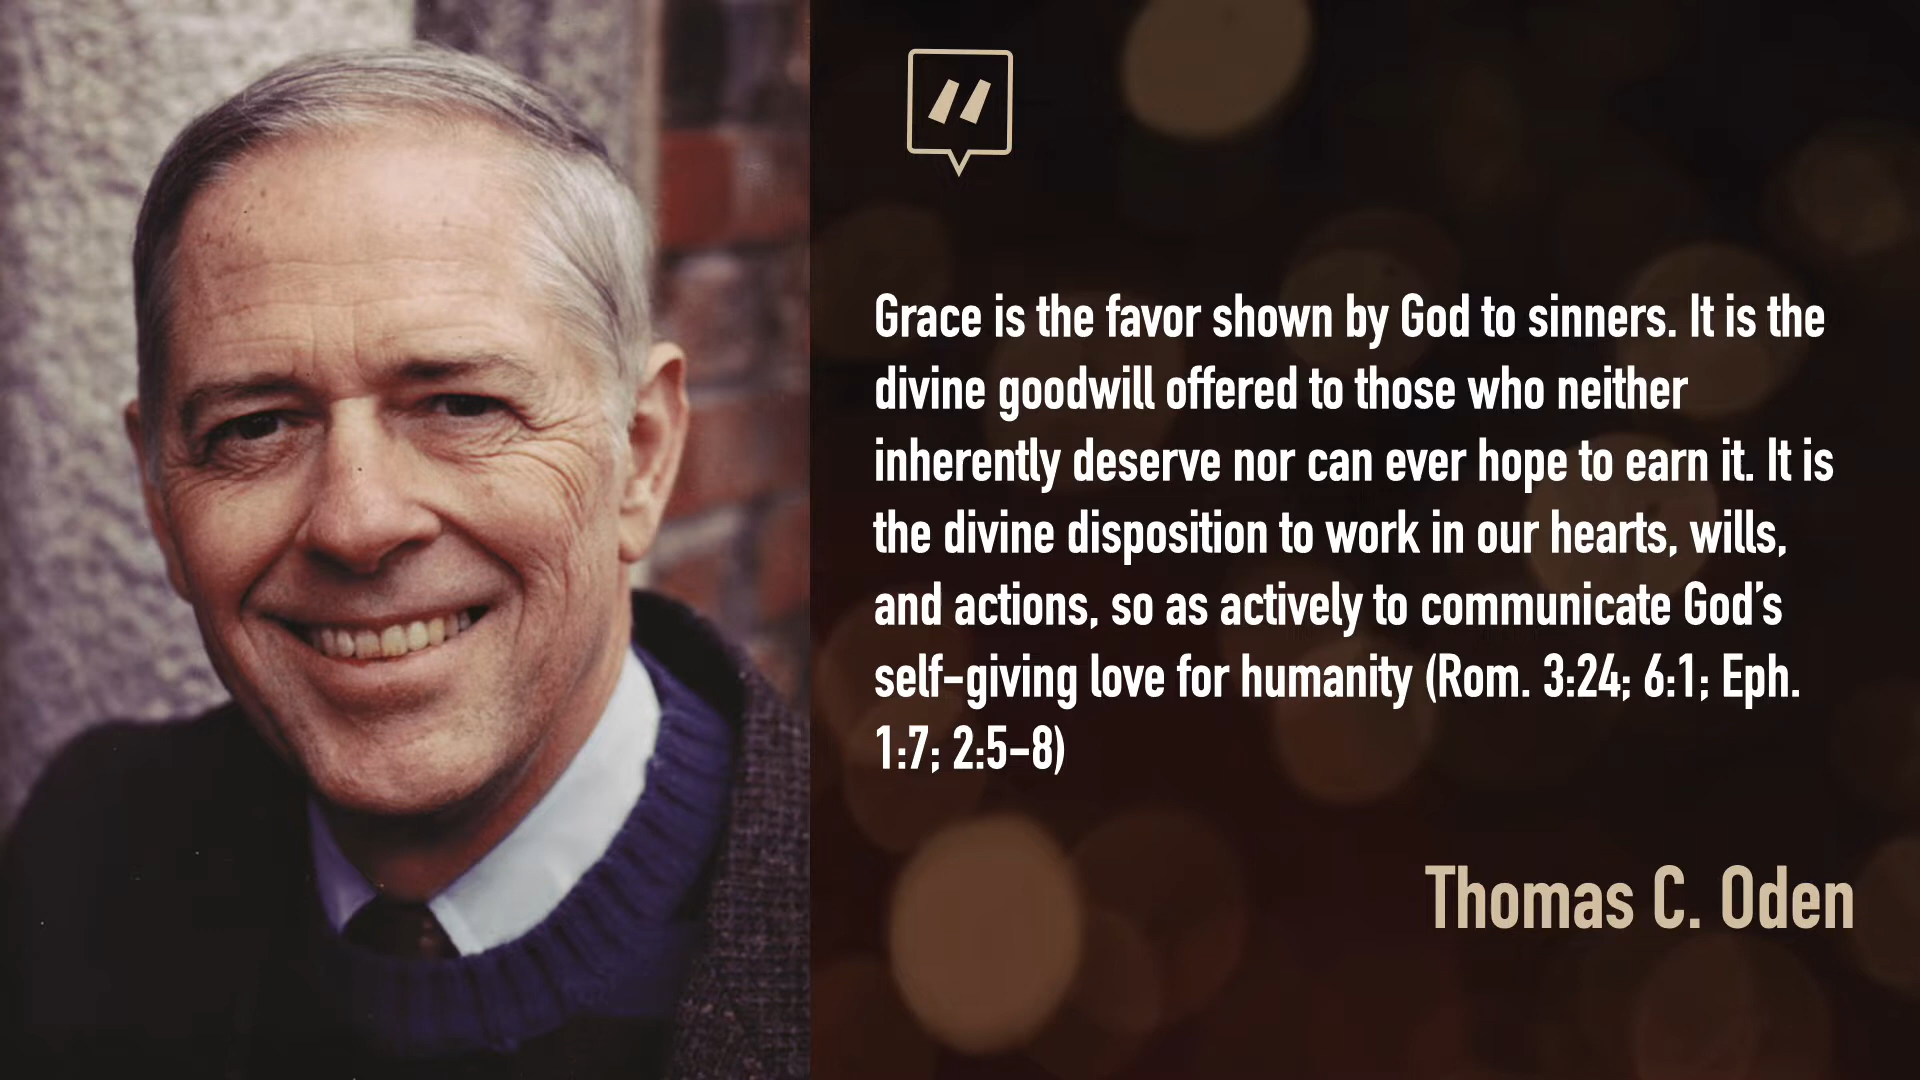 Grace is the favor shown by God to sinners. It is the
divine goodwill offered to those who neither
inherently deserve nor can ever hope to earn it. It is
the divine disposition to work in our hearts, wills,
and actions, so as actively to communicate God’s
self-giving love for humanity (Rom. 3:24; 6:1; Eph.
1:7; 2:5-8)
Thomas C. Oden